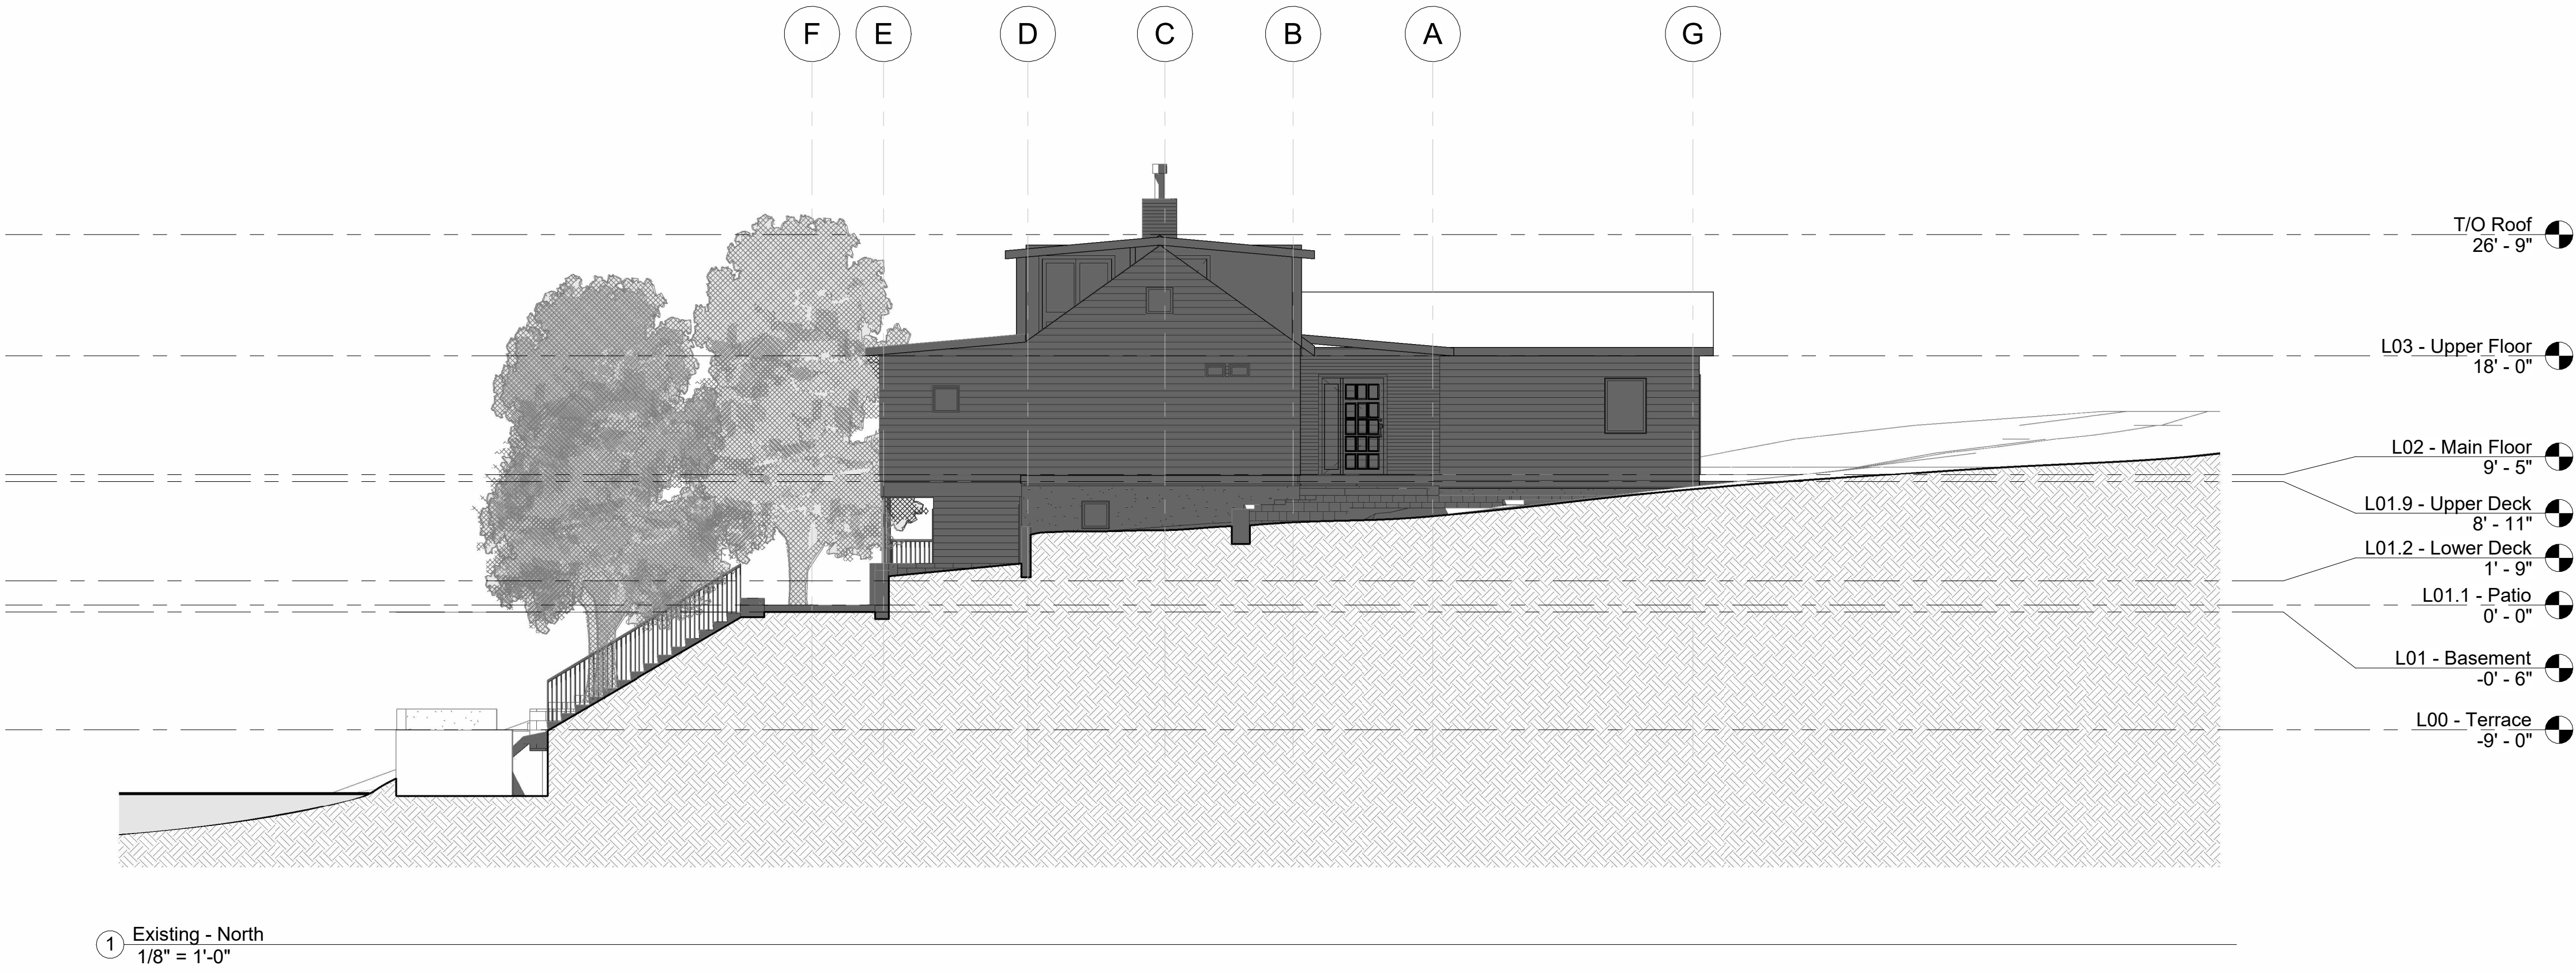 F E D C B A G
T/O Roof
26' - 9"
L03 - Upper Floor
18' - 0"
L02 - Main Floor
9' - 5"
L01.9 - Upper Deck
8' - 11"
L01.2 - Lower Deck
1' - 9"
L01.1 - Patio
0' - 0"
L01 - Basement
-0' - 6"
L00 - Terrace
-9' - 0"
1 Existing - North
1/8" = 1'-0"